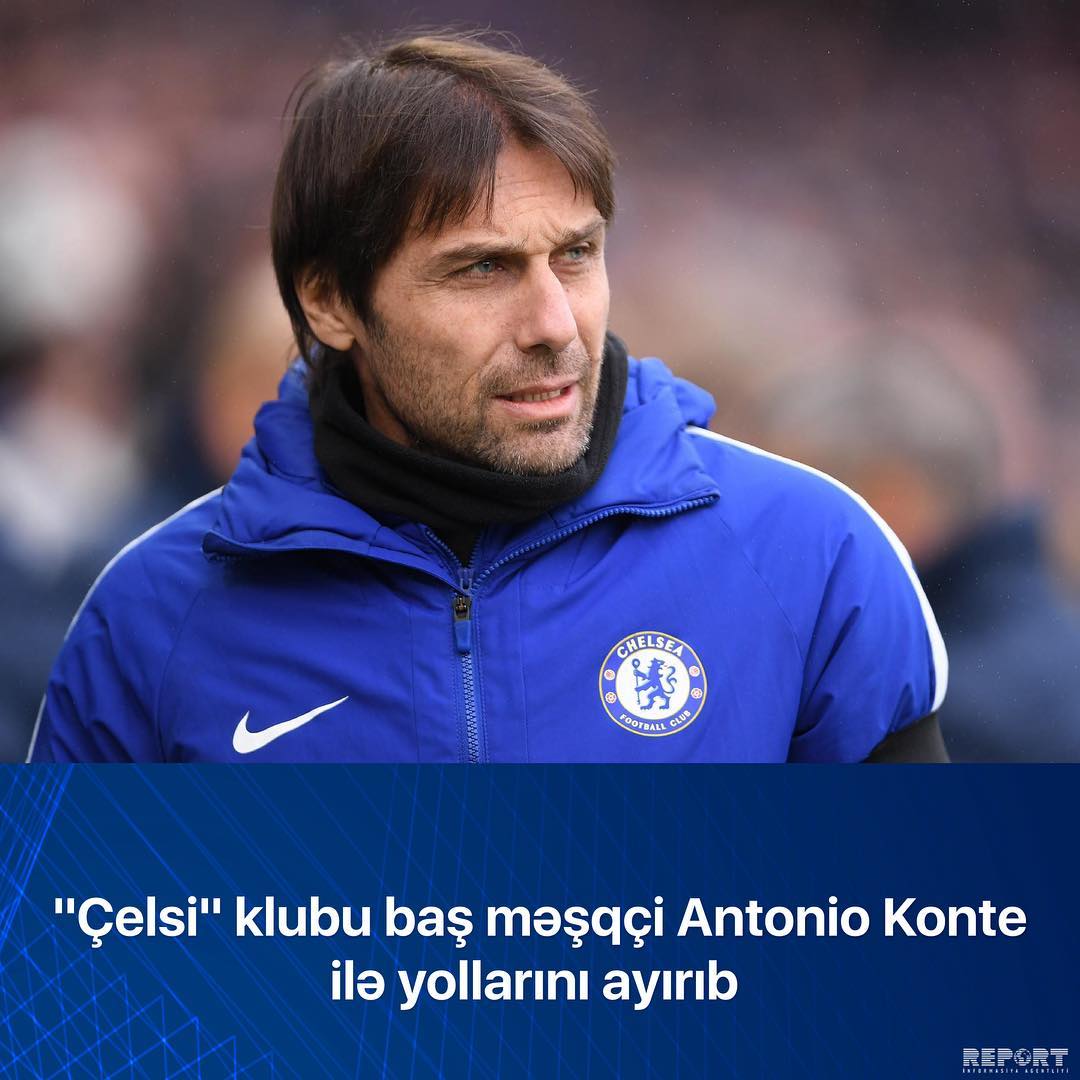 CHELSEA
FOOTBALL CLUB
"Çelsi" klubu baş məşqçi Antonio Konte
ilə yollarını ayırıb
REPORT
İNFORMASİYA AGENTLİYİ